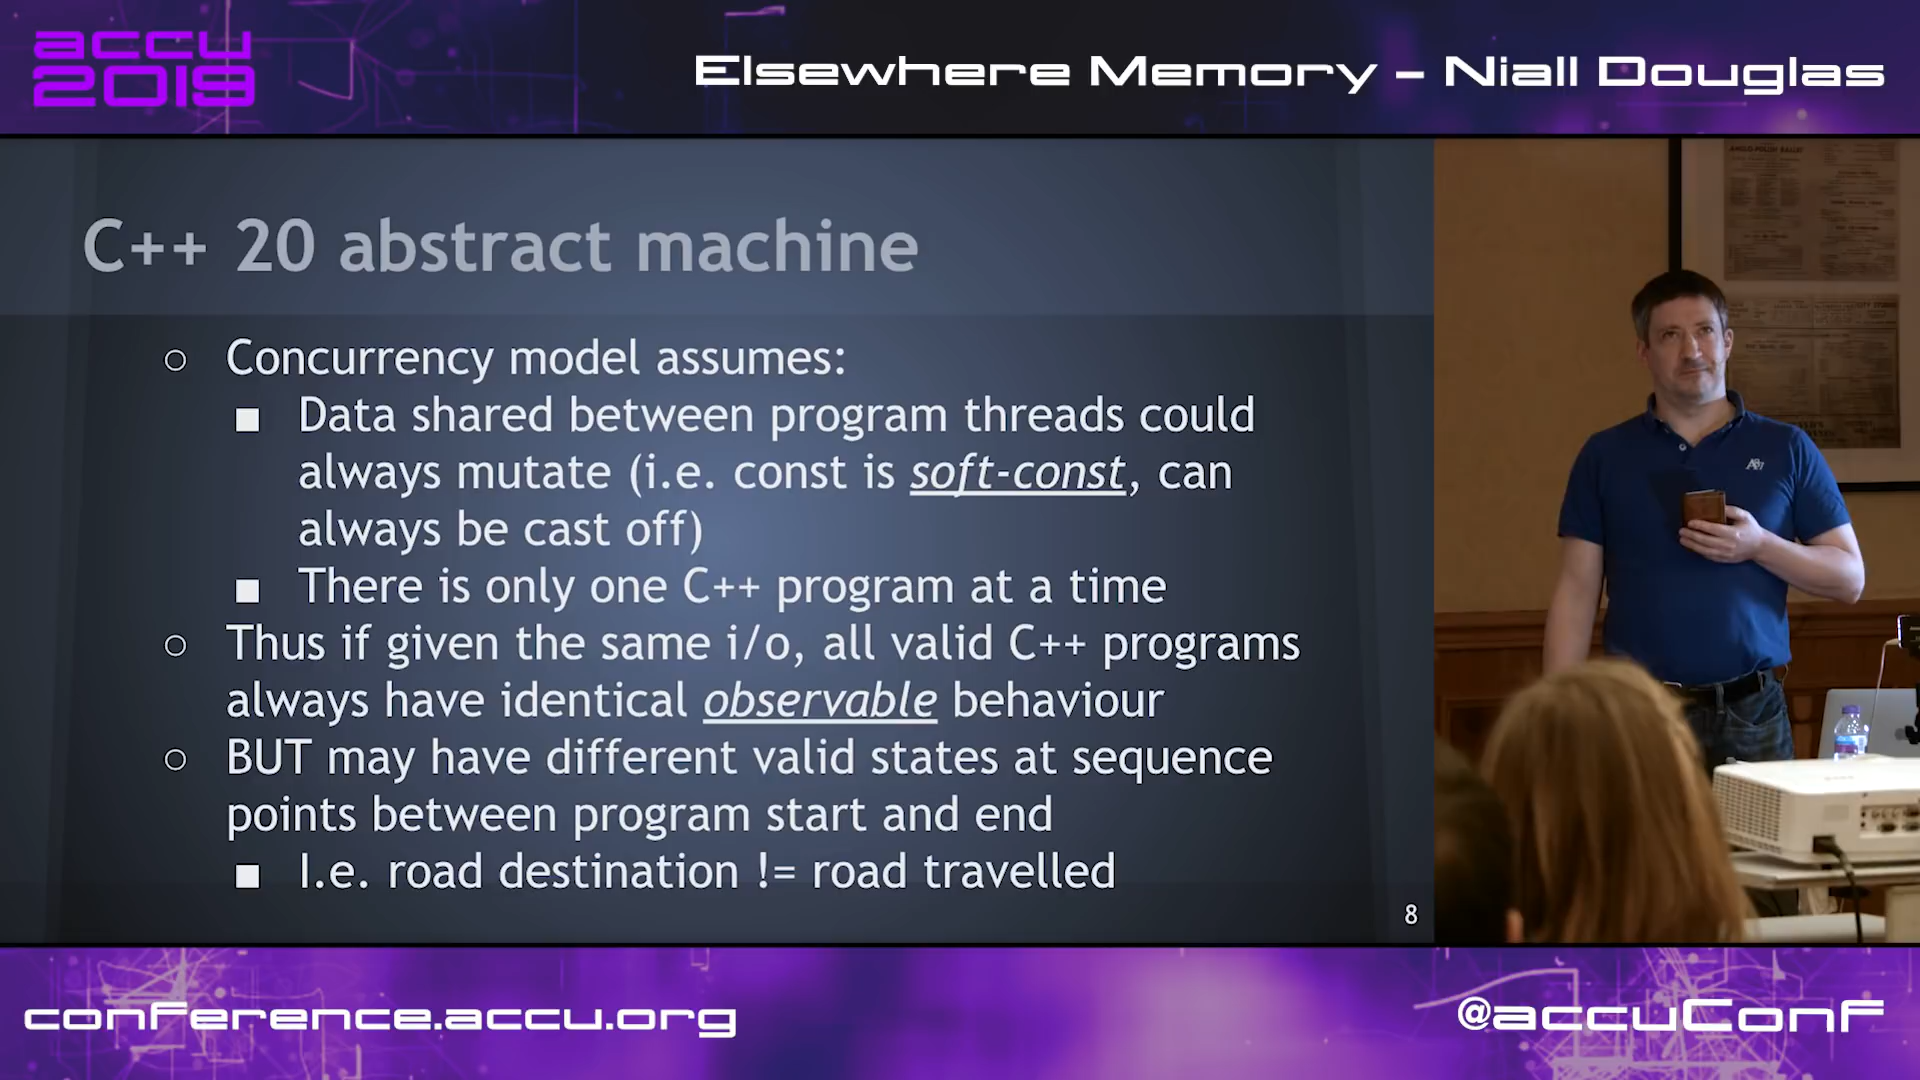 accu
2019
Elsewhere Memory – Niall Douglas
C++ 20 abstract machine
○ Concurrency model assumes:
■ Data shared between program threads could
always mutate (i.e. const is soft-const, can
always be cast off)
■ There is only one C++ program at a time
○ Thus if given the same i/o, all valid C++ programs
always have identical observable behaviour
○ BUT may have different valid states at sequence
points between program start and end
■ I.e. road destination != road travelled
8
conference.accu.org
@accuConf